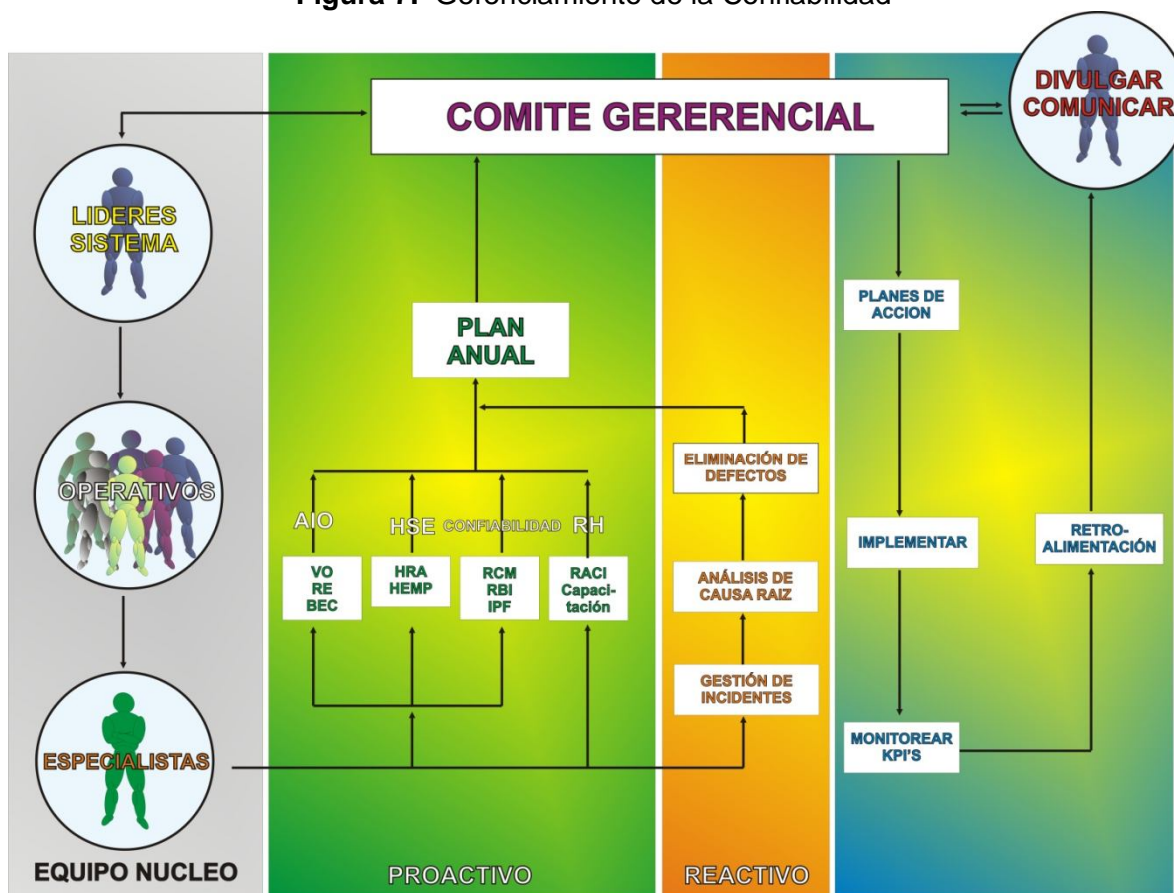 Figura 7. Gerenciamiento de la Confiabilidad
COMITE GERERENCIAL
DIVULGAR
COMUNICAR
LIDERES
SISTEMA
OPERATIVOS
ESPECIALISTAS
EQUIPO NUCLEO
PLAN
ANUAL
AIO
HSE
CONFIABILIDAD
RH
VO
RE
BEC
HRA
HEMP
RCM
RBI
IPF
RACI
Capaci-
tación
PROACTIVO
ELIMINACIÓN DE
DEFECTOS
ANÁLISIS DE
CAUSA RAIZ
GESTIÓN DE
INCIDENTES
REACTIVO
PLANES DE
ACCION
IMPLEMENTAR
MONITOREAR
KPI'S
RETRO-
ALIMENTACIÓN